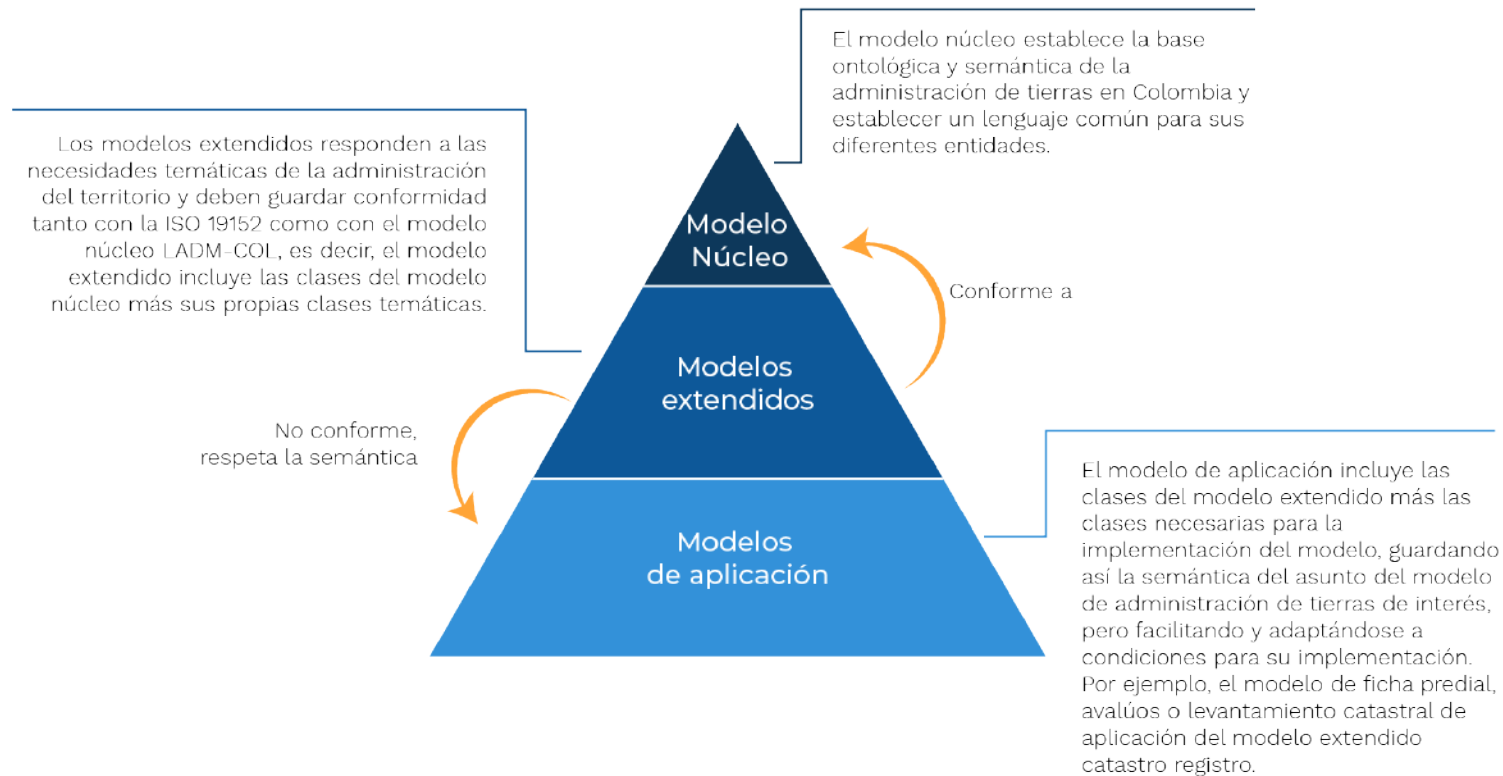 El modelo núcleo establece la base
ontológica y semántica de la
administración de tierras en Colombia y
establecer un lenguaje común para sus
diferentes entidades.
Los modelos extendidos responden a las
necesidades temáticas de la administración
del territorio y deben guardar conformidad
tanto con la ISO 19152 como con el modelo
núcleo LADM-COL, es decir, el modelo
extendido incluye las clases del modelo
núcleo más sus propias clases temáticas.
Modelo
Núcleo
Conforme a
Modelos
extendidos
No conforme,
respeta la semántica
Modelos
de aplicación
El modelo de aplicación incluye las
clases del modelo extendido más las
clases necesarias para la
implementación del modelo, guardando
así la semántica del asunto del modelo
de administración de tierras de interés,
pero facilitando y adaptándose a
condiciones para su implementación.
Por ejemplo, el modelo de ficha predial,
avalúos o levantamiento catastral de
aplicación del modelo extendido
catastro registro.